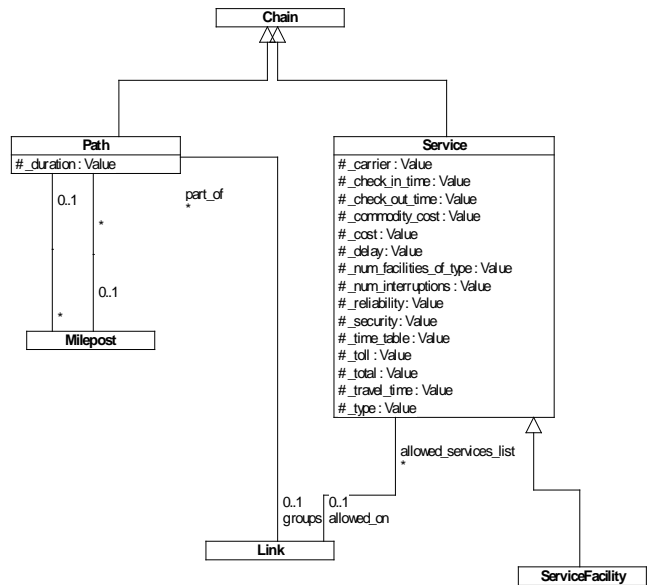 Chain
Path
# _duration : Value
Service
# _carrier : Value
# _check_in_time : Value
# _check_out_time : Value
# _commodity_cost : Value
# _cost : Value
# _delay : Value
# _num_facilities_of_type : Value
# _num_interruptions : Value
# _reliability : Value
# _security : Value
# _time_table : Value
# _toll : Value
# _total : Value
# _travel_time : Value
# _type : Value
0..1
*
part_of
*
0..1
*
Milepost
allowed_services_list
*
0..1
groups
0..1
allowed_on
Link
ServiceFacility